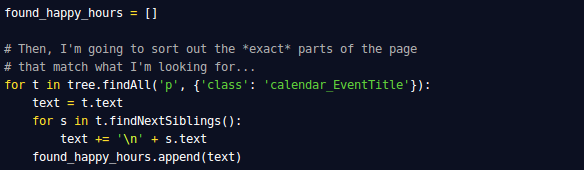 found_happy_hours = []

# Then, I'm going to sort out the *exact* parts of the page
# that match what I'm looking for...
for t in tree.findAll('p', {'class': 'calendar_EventTitle'}):
    text = t.text
    for s in t.findNextSiblings():
        text += '\n' + s.text
    found_happy_hours.append(text)